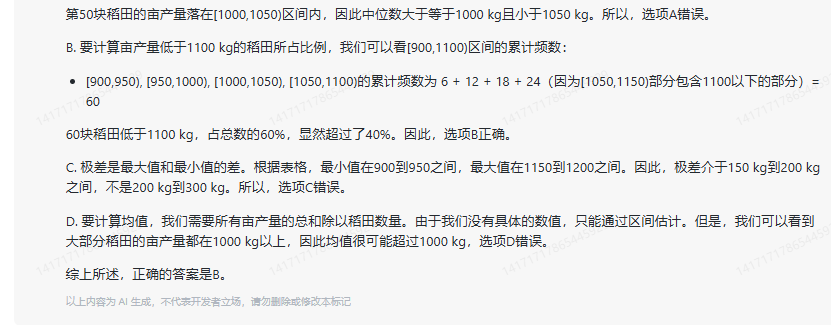 第50块稻田的亩产量落在[1000,1050)区间内，因此中位数大于等于1000 kg且小于1050 kg。所以，选项A错误。
B. 要计算亩产量低于1100 kg的稻田所占比例，我们可以看[900,1100)区间的累计频数：
• [900,950), [950,1000), [1000,1050), [1050,1100)的累计频数为 6 + 12 + 18 + 24（因为[1050,1150)部分包含1100以下的部分）=
60
60块稻田低于1100 kg，占总数的60%，显然超过了40%。因此，选项B正确。
C. 极差是最大值和最小值的差。根据表格，最小值在900到950之间，最大值在1150到1200之间。因此，极差介于150 kg到200 kg
之间，不是200 kg到300 kg。所以，选项C错误。
D. 要计算均值，我们需要所有亩产量的总和除以稻田数量。由于我们没有具体的数值，只能通过区间估计。但是，我们可以看到
大部分稻田的亩产量都在1000 kg以上，因此均值很可能超过1000 kg，选项D错误。
综上所述，正确的答案是B。
以上内容为 AI 生成，不代表开发者立场，请勿删除或修改本标记